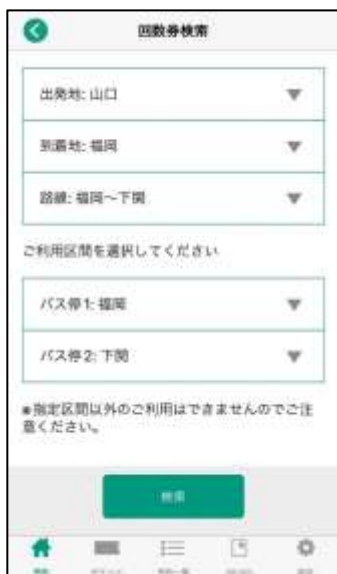 回数券検索
出発地: 山口
到着地: 福岡
路線: 福岡～下関
ご利用区間を選択してください
バス停1: 福岡
バス停2: 下関
※指定区間以外のご利用はできませんのでご注
意ください。
検索